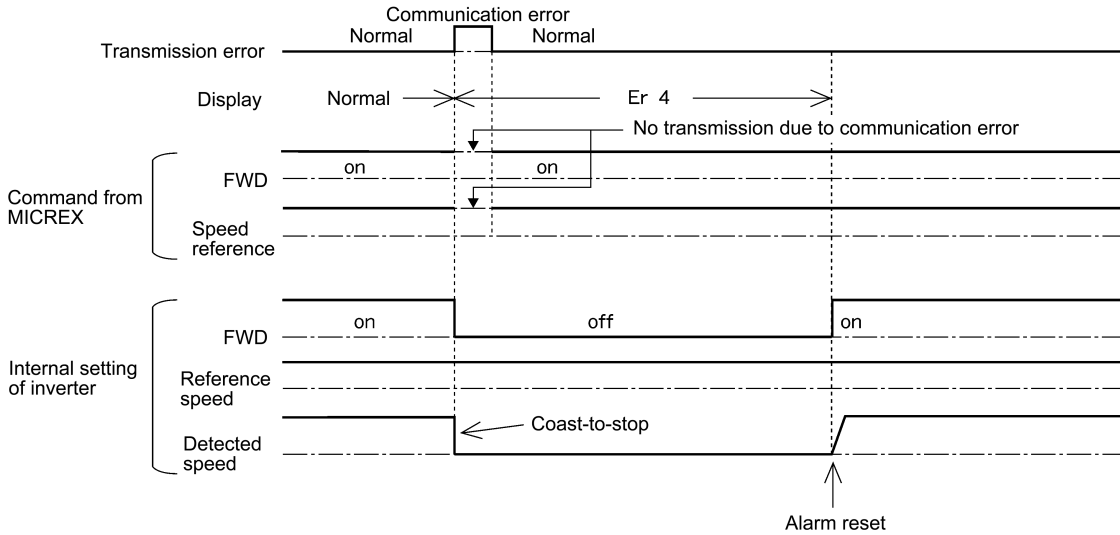 Communication error
Normal
Normal
Transmission error
Display
Normal
Er 4
No transmission due to communication error
on
on
FWD
Command from
MICREX
Speed
reference
on
off
on
FWD
Internal setting
of inverter
Reference
speed
Coast-to-stop
Detected
speed
Alarm reset